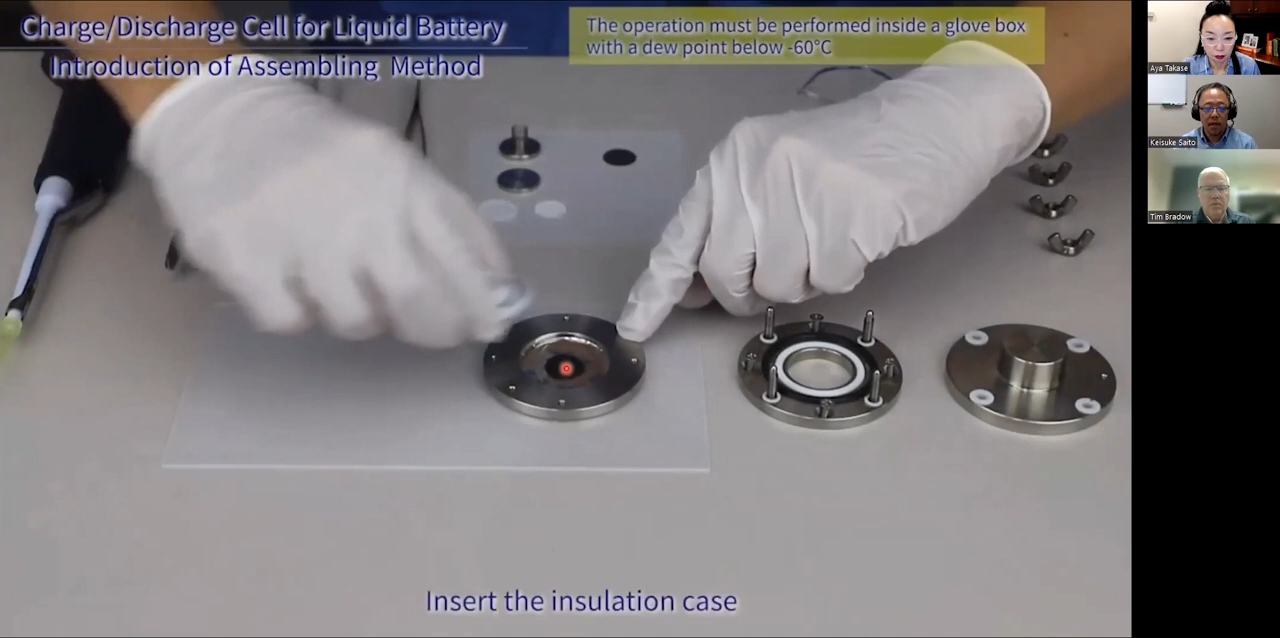 Charge/Discharge Cell for Liquid Battery
Introduction of Assembling Method
The operation must be performed inside a glove box
with a dew point below -60°C
Aya Takase
Keisuke Saito
Tim Bradow
Insert the insulation case